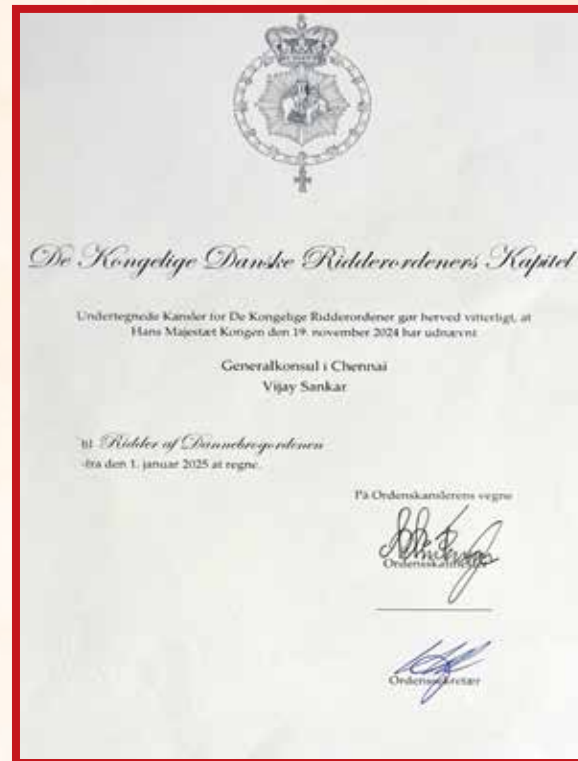 De Kongelige Danske Ridderordeners Kapitel
Undertegnede Kansler for De Kongelige Ridderordener gør herved vitterligt, at
Hans Majestæt Kongen den 19. november 2024 har udnævnt
Generalkonsul i Chennai
Vijay Sankar
til Ridder af Dannebrogordenen
-fra den 1. januar 2025 at regne.
På Ordenskanslerens vegne
Ordenssekretær